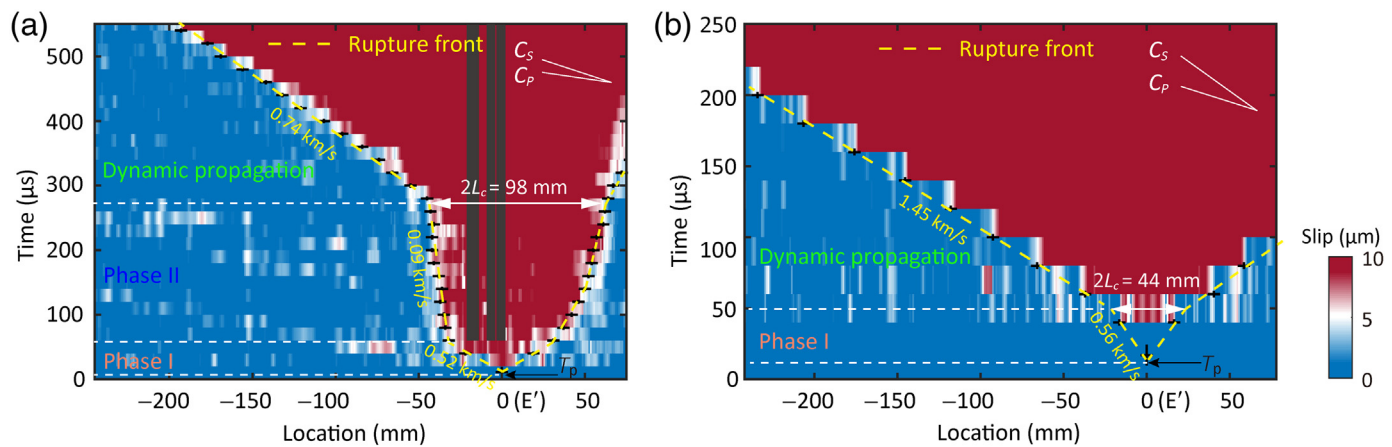 (a)
Rupture front
C_S
C_P
0.74 km/s
Dynamic propagation
2L_c = 98 mm
0.09 km/s
Phase II
Phase I
0.52 km/s
T_p
500
400
300
200
100
0
Time (µs)
−200
−150
−100
−50
0 (E′)
50
Location (mm)
(b)
Rupture front
C_S
C_P
1.45 km/s
Dynamic propagation
2L_c = 44 mm
0.56 km/s
Phase I
T_p
250
200
150
100
50
0
Time (µs)
−200
−150
−100
−50
0 (E′)
50
Location (mm)
Slip (µm)
10
5
0